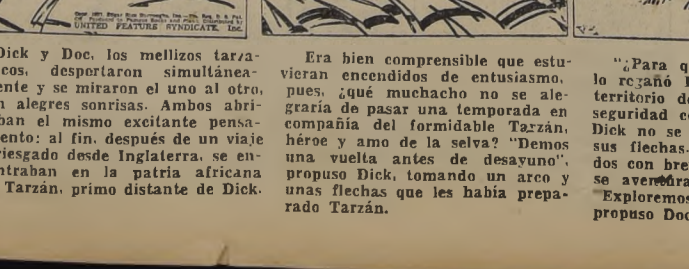 UNITED FEATURE SYNDICATE, Inc.
Dick y Doc, los mellizos tarza-
cos, despertaron simultánea-
ente y se miraron el uno al otro,
n alegres sonrisas. Ambos abri-
ban el mismo excitante pensa-
ento: al fin, después de un viaje
riesgado desde Inglaterra, se en-
ntraban en la patria africana
Tarzán, primo distante de Dick.
Era bien comprensible que estu-
vieran encendidos de entusiasmo,
pues, ¿qué muchacho no se ale-
graría de pasar una temporada en
compañía del formidable Tarzán,
héroe y amo de la selva? "Demos
una vuelta antes de desayuno",
propuso Dick, tomando un arco y
unas flechas que les había prepa-
rado Tarzán.
"¿Para q
lo regañó
territorio d
seguridad c
Dick no se
sus flechas.
dos con bre
se aventura
Exploremos
propuso Doc